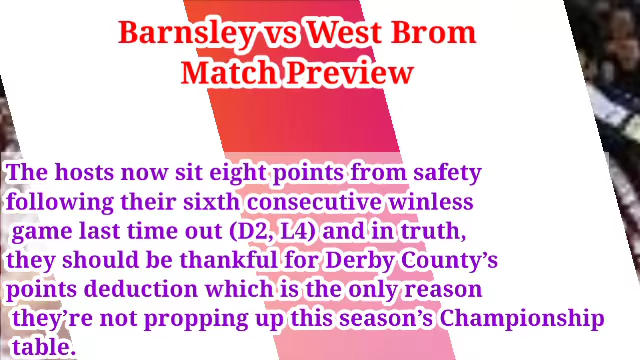 Barnsley vs West Brom
Match Preview
The hosts now sit eight points from safety
following their sixth consecutive winless
game last time out (D2, L4) and in truth,
they should be thankful for Derby County’s
points deduction which is the only reason
they’re not propping up this season’s Championship
table.